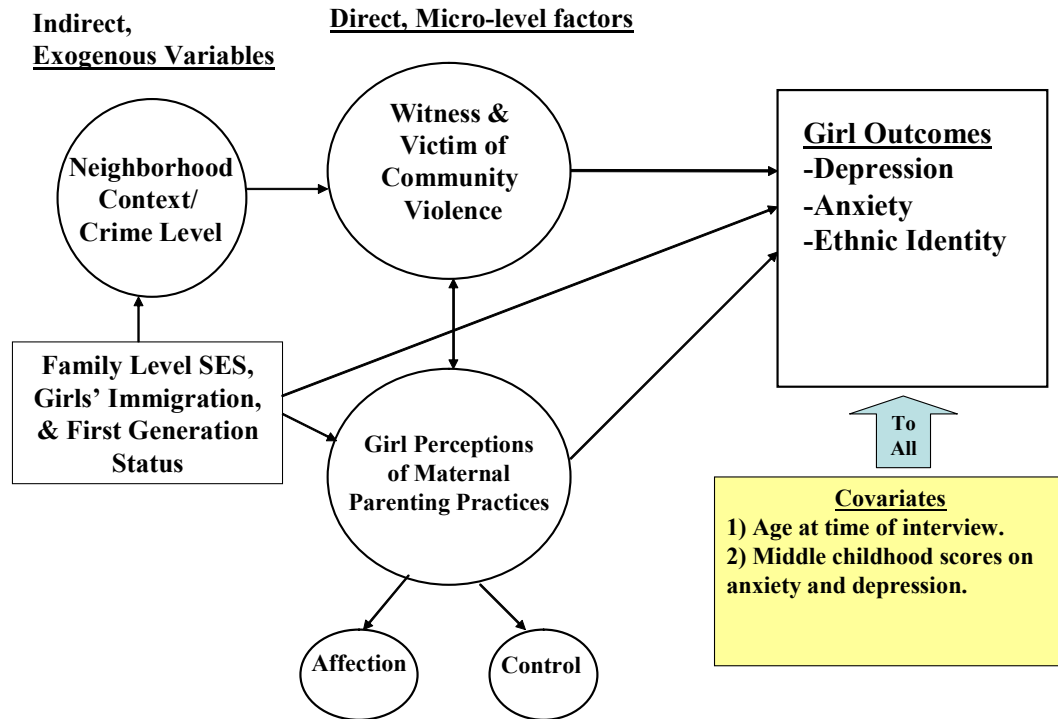 Indirect,
Exogenous Variables
Direct, Micro-level factors
Neighborhood
Context/
Crime Level
Witness &
Victim of
Community
Violence
Girl Outcomes
-Depression
-Anxiety
-Ethnic Identity
Family Level SES,
Girls’ Immigration,
& First Generation
Status
Girl Perceptions
of Maternal
Parenting Practices
To
All
Covariates
1) Age at time of interview.
2) Middle childhood scores on
anxiety and depression.
Affection
Control